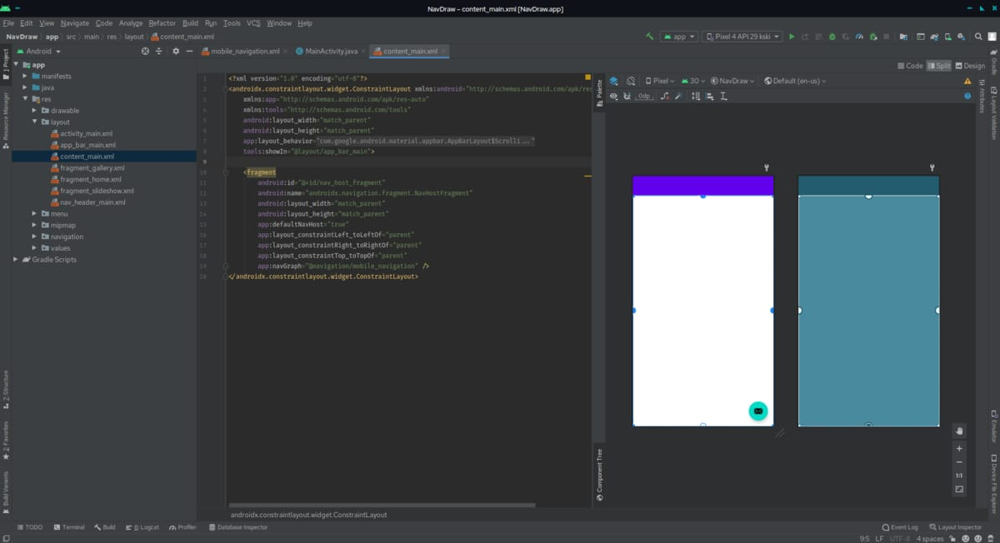 NavDraw – content_main.xml [NavDraw.app]
File Edit View Navigate Code Analyze Refactor Build Run Tools VCS Window Help
NavDraw app src main res layout content_main.xml
app Pixel 4 API 29 kski
Android
mobile_navigation.xml MainActivity.java content_main.xml
Code Split Design
1: Project
Resource Manager
Z: Structure
2: Favorites
Build Variants
app
manifests
java
res
drawable
layout
activity_main.xml
app_bar_main.xml
content_main.xml
fragment_gallery.xml
fragment_home.xml
fragment_slideshow.xml
nav_header_main.xml
menu
mipmap
navigation
values
Gradle Scripts
1 <?xml version="1.0" encoding="utf-8"?>
2 <androidx.constraintlayout.widget.ConstraintLayout xmlns:android="http://schemas.android.com/apk/res
3 xmlns:app="http://schemas.android.com/apk/res-auto"
4 xmlns:tools="http://schemas.android.com/tools"
5 android:layout_width="match_parent"
6 android:layout_height="match_parent"
7 app:layout_behavior="com.google.android.material.appbar.AppBarLayout$Scrolli..."
8 tools:showIn="@layout/app_bar_main">
9
10 <fragment
11 android:id="@+id/nav_host_fragment"
12 android:name="androidx.navigation.fragment.NavHostFragment"
13 android:layout_width="match_parent"
14 android:layout_height="match_parent"
15 app:defaultNavHost="true"
16 app:layout_constraintLeft_toLeftOf="parent"
17 app:layout_constraintRight_toRightOf="parent"
18 app:layout_constraintTop_toTopOf="parent"
19 app:navGraph="@navigation/mobile_navigation" />
20 </androidx.constraintlayout.widget.ConstraintLayout>
androidx.constraintlayout.widget.ConstraintLayout
Palette
Component Tree
Pixel 30 NavDraw Default (en-us)
0dp
1:1
Attributes
Gradle
Layout Validation
Emulator
Device File Explorer
TODO Terminal Build 6: Logcat Profiler Database Inspector
Event Log Layout Inspector
9:5 LF UTF-8 4 spaces